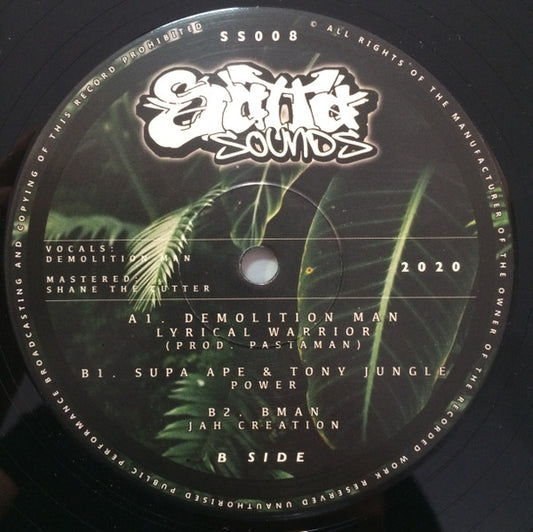 SS008
Satta
SOUNDS
VOCALS:
DEMOLITION MAN
MASTERED:
SHANE THE CUTTER
2020
A1. DEMOLITION MAN
LYRICAL WARRIOR
(PROD. PASTAMAN)
B1. SUPA APE & TONY JUNGLE
POWER
B2. BMAN
JAH CREATION
B SIDE
© ALL RIGHTS OF THE MANUFACTURER OF THE OWNER OF THE RECORDED WORK RESERVED UNAUTHORISED PUBLIC PERFORMANCE BROADCASTING AND COPYING OF THIS RECORD PROHIBITED